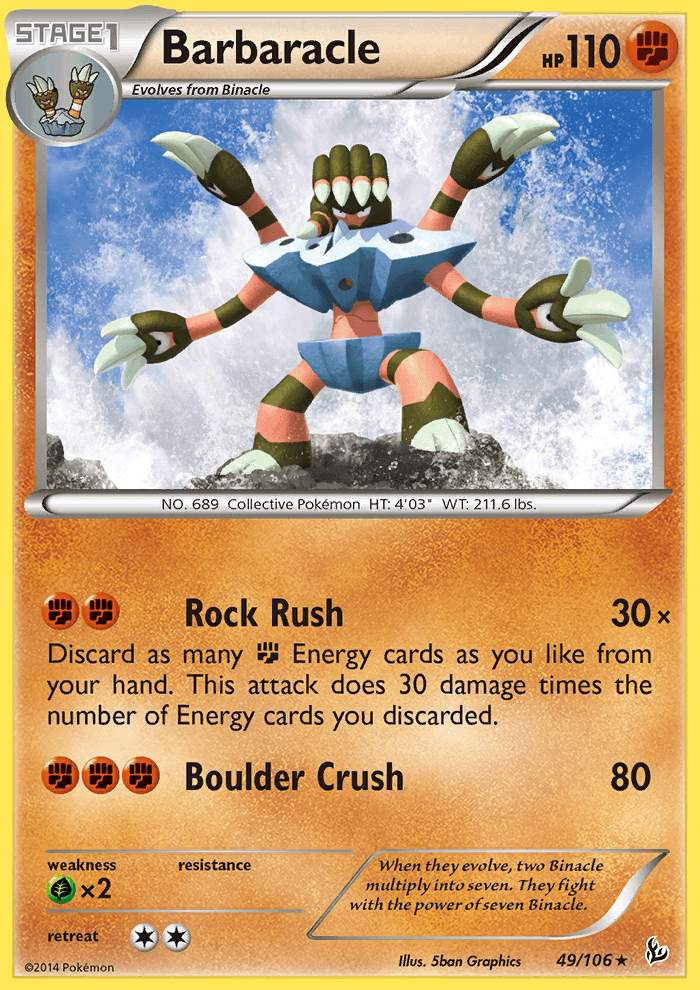 STAGE1
Barbaracle
HP110
Evolves from Binacle
NO. 689 Collective Pokémon HT: 4'03" WT: 211.6 lbs.
Rock Rush 30×
Discard as many Energy cards as you like from
your hand. This attack does 30 damage times the
number of Energy cards you discarded.
Boulder Crush 80
weakness resistance
×2
When they evolve, two Binacle
multiply into seven. They fight
with the power of seven Binacle.
retreat
©2014 Pokémon
Illus. 5ban Graphics 49/106★